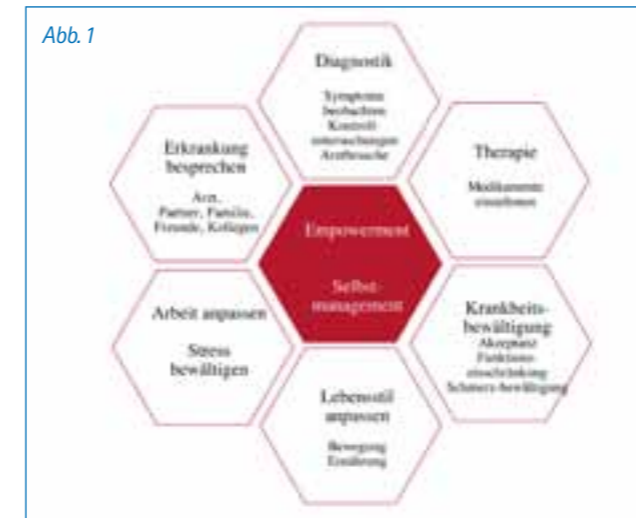 Abb. 1
Diagnostik
Symptome
beobachten
Kontroll-
untersuchungen
Arztbesuche
Erkrankung
besprechen
Arzt,
Partner, Familie,
Freunde, Kollegen
Therapie
Medikamente
einnehmen
Empowerment
Selbst-
management
Arbeit anpassen
Stress
bewältigen
Krankheits-
bewältigung
Akzeptanz
Funktions-
einschränkung
Schmerz-bewältigung
Lebensstil
anpassen
Bewegung
Ernährung